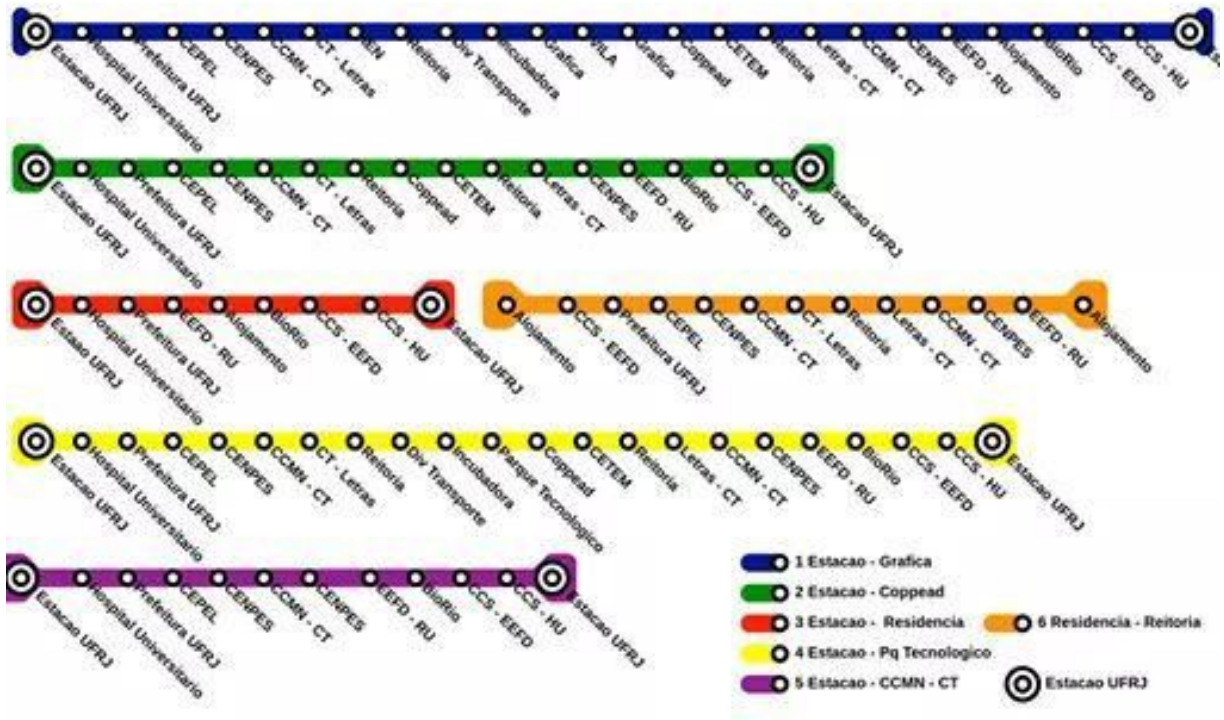 Estacao UFRJ
Hospital Universitario
Prefeitura UFRJ
CEPEL
CENPES
CCMN - CT
CT - Letras
IEN
Reitoria
Div Transporte
Incubadora
Grafica
VILA
Grafica
Coppead
CETEM
Reitoria
Letras - CT
CCMN - CT
CENPES
EEFD - RU
Alojamento
BioRio
CCS - EEFD
CCS - HU
Estacao UFRJ
Hospital Universitario
Prefeitura UFRJ
CEPEL
CENPES
CCMN - CT
CT - Letras
Reitoria
Coppead
CETEM
Reitoria
Letras - CT
CENPES
EEFD - RU
BioRio
CCS - EEFD
CCS - HU
Estacao UFRJ
Estaao UFRJ
Hospital Universitario
Prefeitura UFRJ
EEFD - RU
Alojamento
BioRio
CCS - EEFD
CCS - HU
Estacao UFRJ
Alojamento
CCS - EEFD
Prefeitura UFRJ
CEPEL
CENPES
CCMN - CT
CT - Letras
Reitoria
Letras - CT
CCMN - CT
CENPES
EEFD - RU
Alojamento
Estacao UFRJ
Hospital Universitario
Prefeitura UFRJ
CEPEL
CENPES
CCMN - CT
CT - Letras
Reitoria
Div Transporte
Incubadora
Parque Tecnologico
Coppead
CETEM
Reitoria
Letras - CT
CCMN - CT
CENPES
EEFD - RU
BioRio
CCS - EEFD
CCS - HU
Estacao UFRJ
Estacao UFRJ
Hospital Universitario
Prefeitura UFRJ
CEPEL
CENPES
CCMN - CT
CENPES
EEFD - RU
BioRio
CCS - EEFD
CCS - HU
Estacao UFRJ
1 Estacao - Grafica
2 Estacao - Coppead
3 Estacao - Residencia
6 Residencia - Reitoria
4 Estacao - Pq Tecnologico
5 Estacao - CCMN - CT
Estacao UFRJ